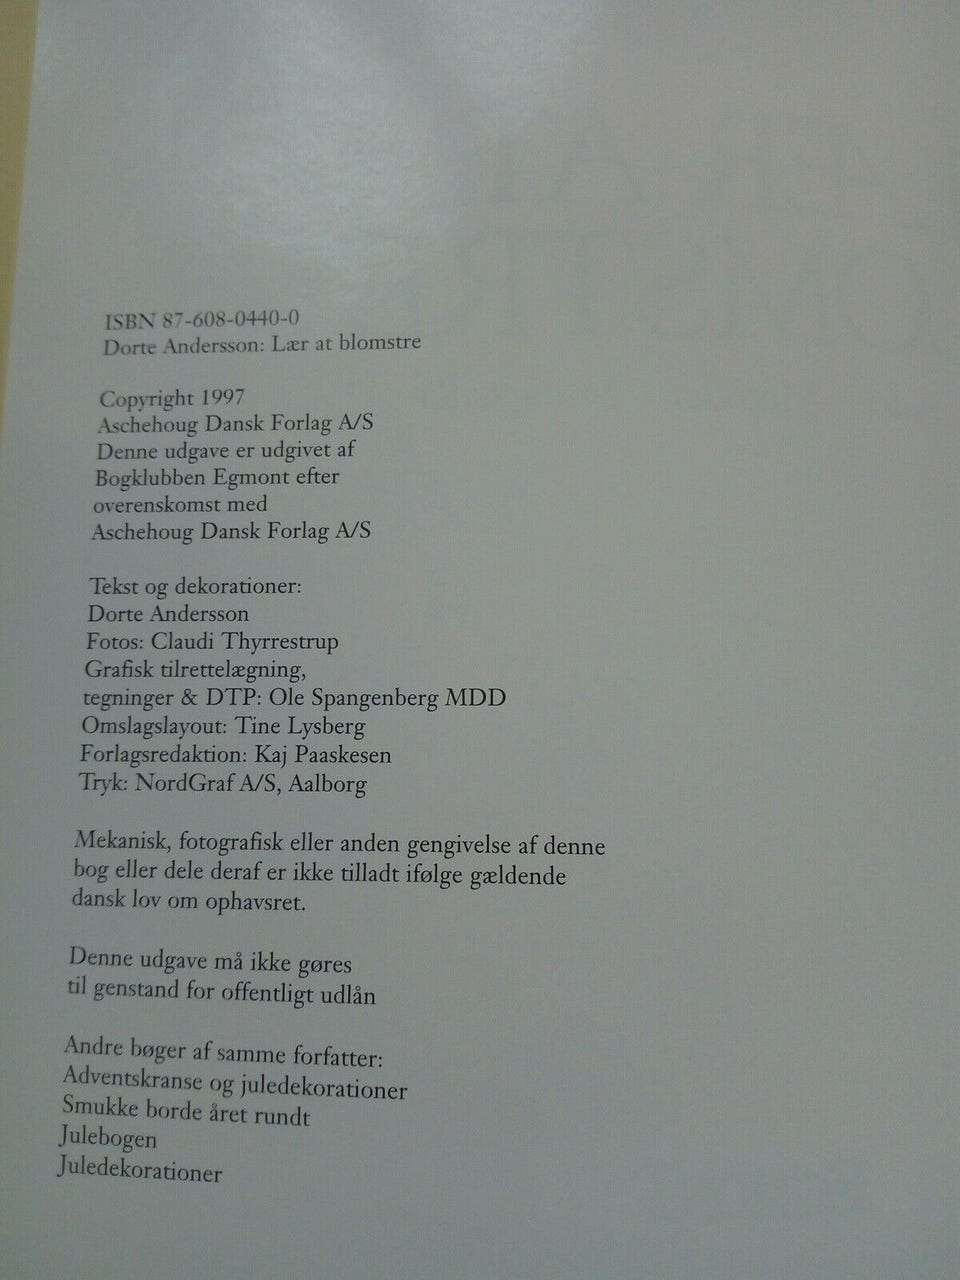 ISBN 87-608-0440-0
Dorte Andersson: Lær at blomstre
Copyright 1997
Aschehoug Dansk Forlag A/S
Denne udgave er udgivet af
Bogklubben Egmont efter
overenskomst med
Aschehoug Dansk Forlag A/S
Tekst og dekorationer:
Dorte Andersson
Fotos: Claudi Thyrrestrup
Grafisk tilrettelægning,
tegninger & DTP: Ole Spangenberg MDD
Omslagslayout: Tine Lysberg
Forlagsredaktion: Kaj Paaskesen
Tryk: NordGraf A/S, Aalborg
Mekanisk, fotografisk eller anden gengivelse af denne
bog eller dele deraf er ikke tilladt ifølge gældende
dansk lov om ophavsret.
Denne udgave må ikke gøres
til genstand for offentligt udlån
Andre bøger af samme forfatter:
Adventskranse og juledekorationer
Smukke borde året rundt
Julebogen
Juledekorationer